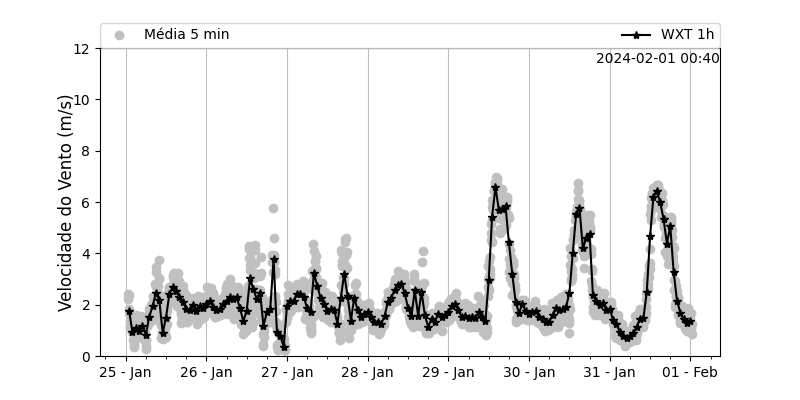 Média 5 min
WXT 1h
2024-02-01 00:40
Velocidade do Vento (m/s)
12
10
8
6
4
2
0
25 - Jan
26 - Jan
27 - Jan
28 - Jan
29 - Jan
30 - Jan
31 - Jan
01 - Feb